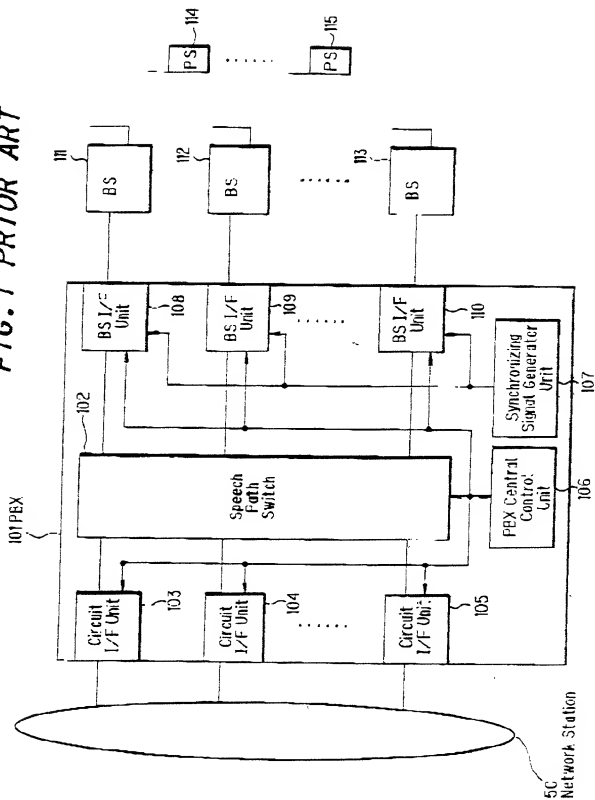 FIG. 1 PRIOR ART
101 PBX
102
Circuit
I/F Unit
103
Circuit
I/F Unit
104
......
Circuit
I/F Unit
105
Speech
Path
Switch
BS I/F
Unit
108
BS I/F
Unit
109
......
BS I/F
Unit
110
PBX Central
Control
Unit
106
Synchronizing
Signal Generator
Unit
107
BS
111
BS
112
......
BS
113
PS
114
......
PS
115
50
Network Station